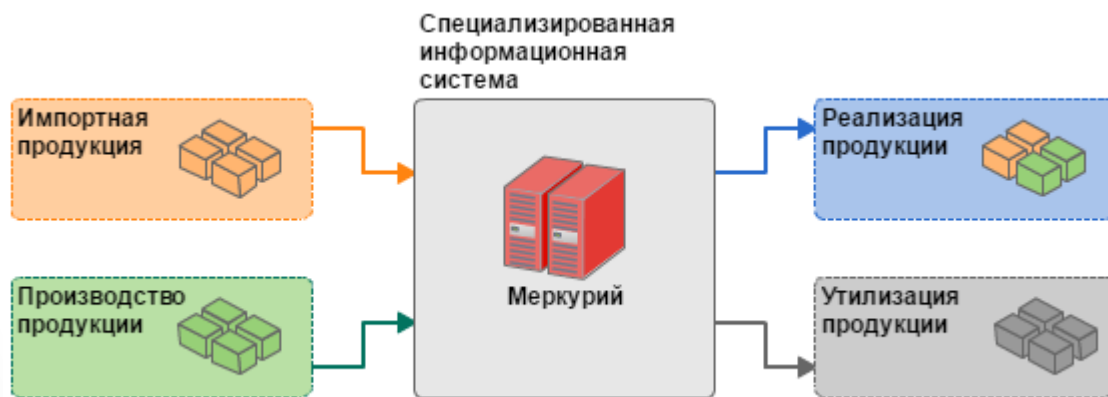 Специализированная
информационная
система
Импортная
продукция
Реализация
продукции
Меркурий
Производство
продукции
Утилизация
продукции